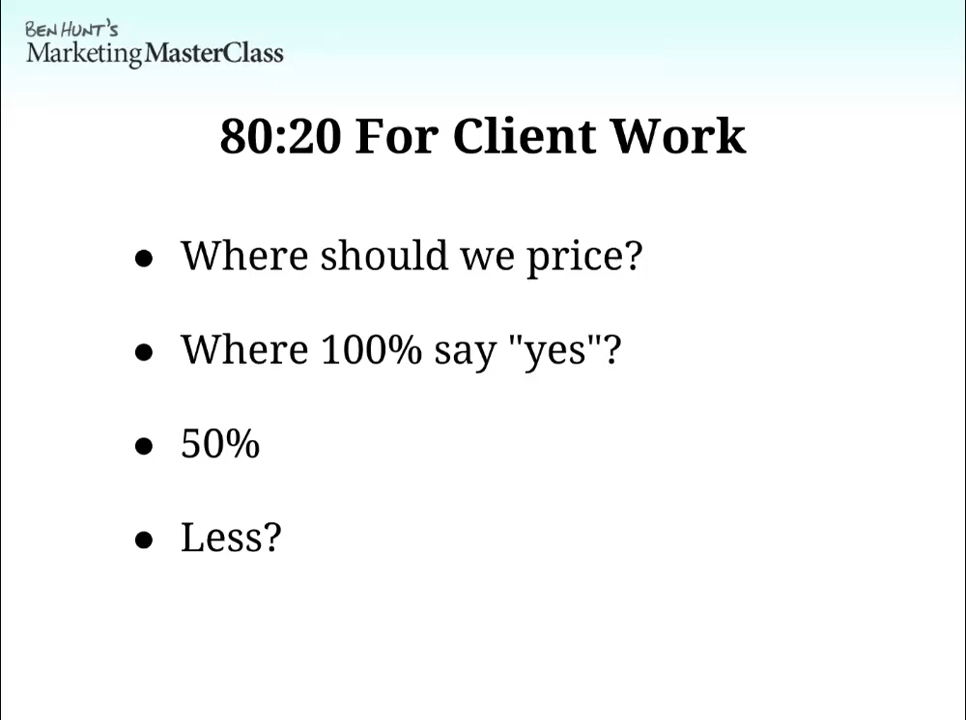 BEN HUNT'S
Marketing MasterClass
80:20 For Client Work
● Where should we price?
● Where 100% say "yes"?
● 50%
● Less?